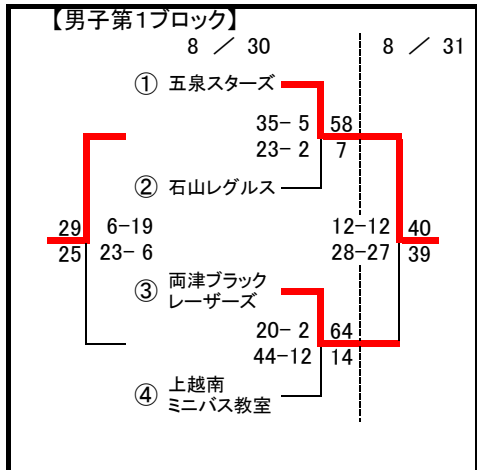 【男子第1ブロック】
8 ／ 30
8 ／ 31
① 五泉スターズ
35- 5 58
23- 2 7
② 石山レグルス
29 6-19
25 23- 6
12-12 40
28-27 39
③ 両津ブラック
レーザーズ
20- 2 64
44-12 14
④ 上越南
ミニバス教室